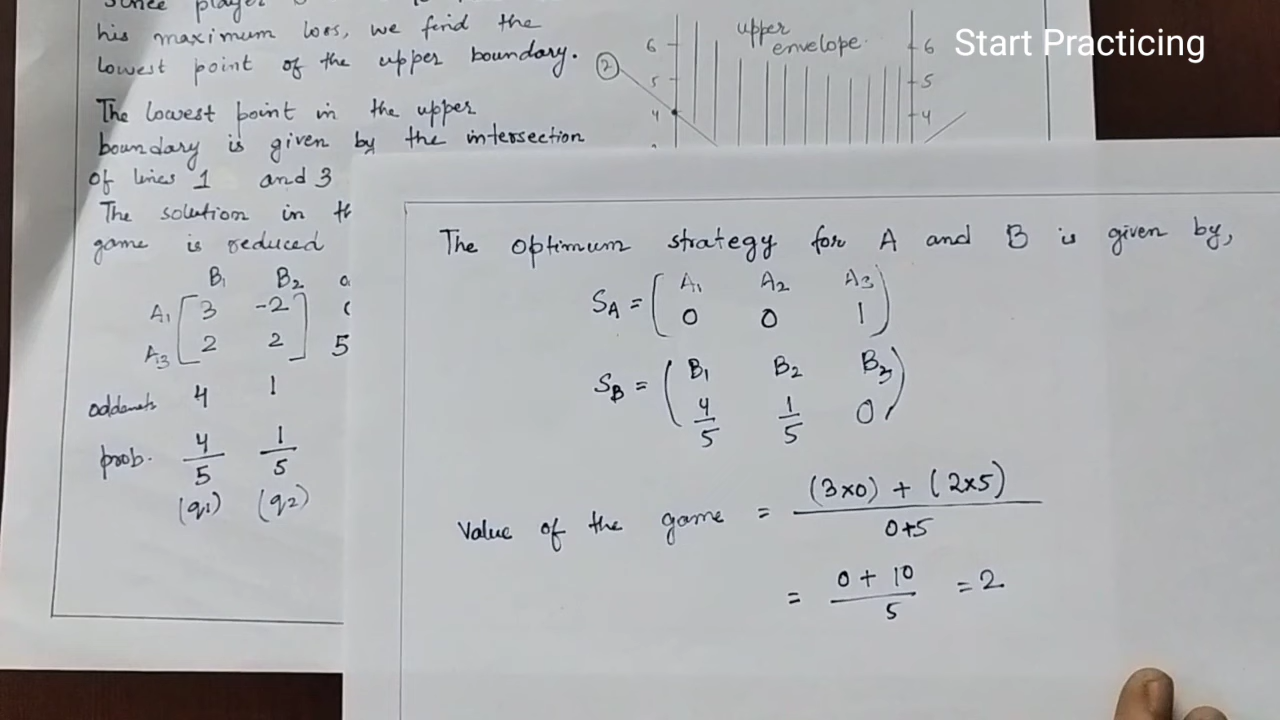 his maximum loss, we find the
lowest point of the upper boundary.
The lowest point in the upper
boundary is given by the intersection
of lines 1 and 3
The solution in th
game is reduced
B1 B2 o
A1 3 -2
A3 2 2 5
oddments 4 1
prob. 4/5 1/5
(q1) (q2)
upper
envelope.
6 6
2 5 5
4 4
Start Practicing
The optimum strategy for A and B is given by,
SA = ( A1 A2 A3
0 0 1 )
SB = ( B1 B2 B3
4/5 1/5 0 )
Value of the game = (3x0) + (2x5) / 0+5
= 0 + 10 / 5 = 2